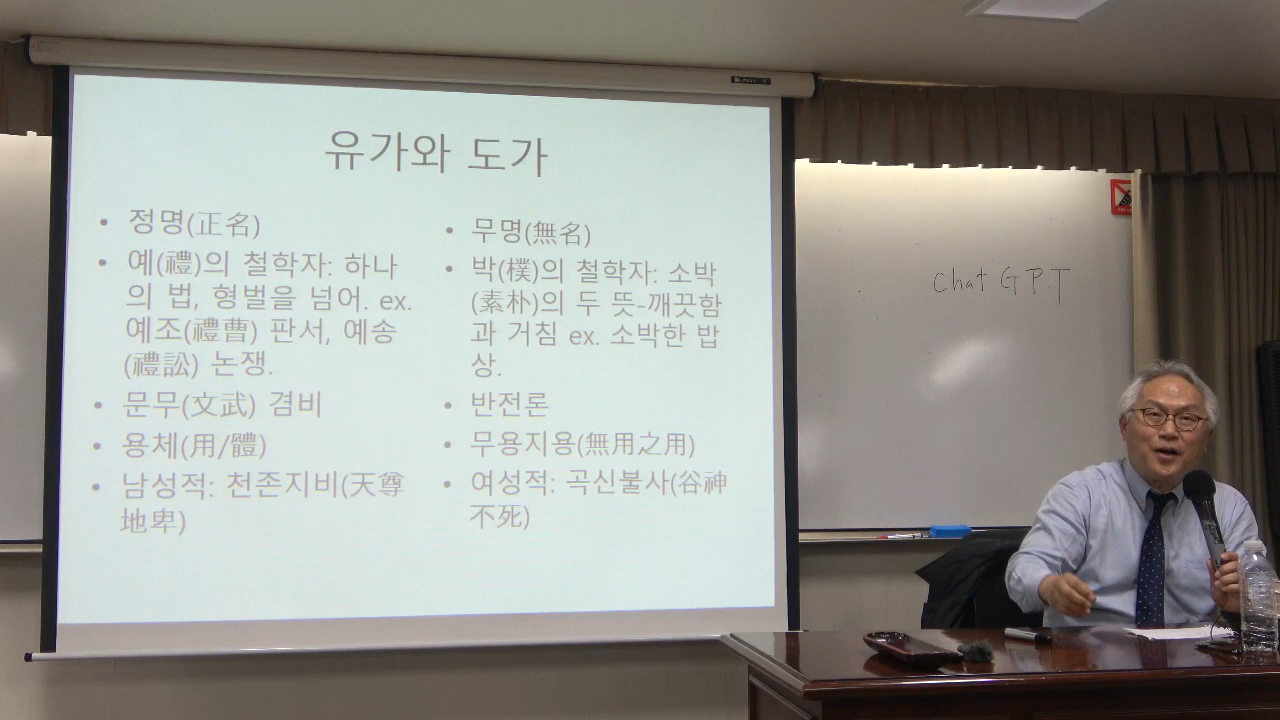 유가와 도가
• 정명(正名)
• 예(禮)의 철학자: 하나
의 법, 형벌을 넘어. ex.
예조(禮曹) 판서, 예송
(禮訟) 논쟁.
• 문무(文武) 겸비
• 용체(用/體)
• 남성적: 천존지비(天尊
地卑)
• 무명(無名)
• 박(樸)의 철학자: 소박
(素朴)의 두 뜻-깨끗함
과 거침 ex. 소박한 밥
상.
• 반전론
• 무용지용(無用之用)
• 여성적: 곡신불사(谷神
不死)
Chat GPT